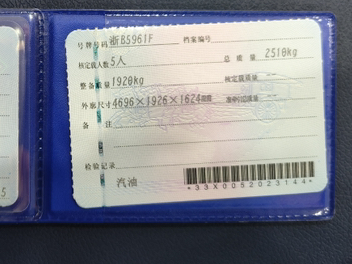 号牌号码 浙B5961F 档案编号
核定载人数 5人 总质量 2510kg
整备质量 1920kg 核定载质量 --
外廓尺寸 4696×1926×1624mm 准牵引总质量 --
备注
检验记录
汽油
*33X0052023144*
5